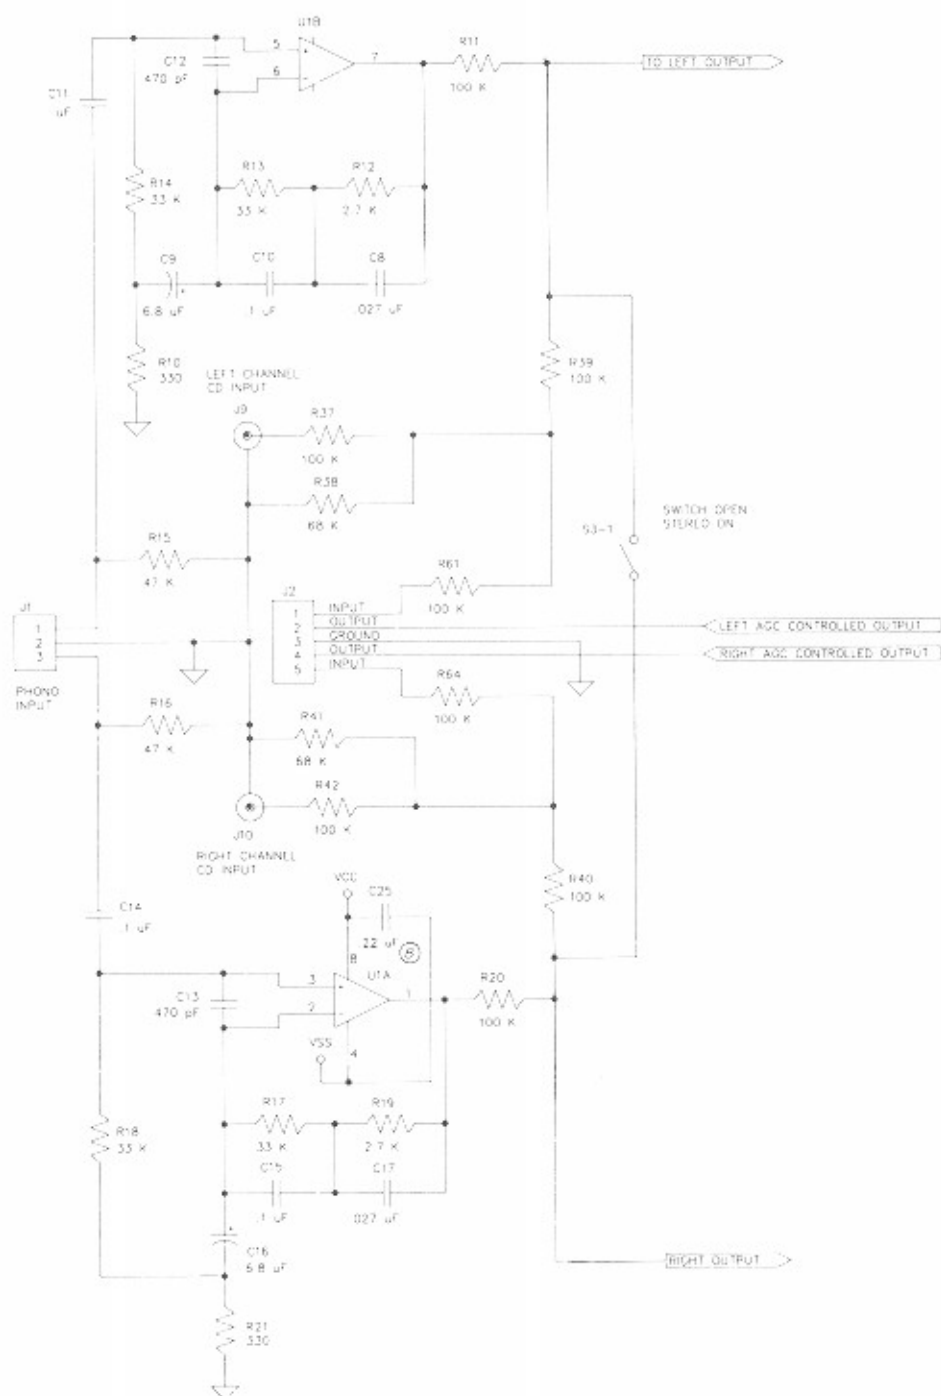 U1B
C12
470 pF
5
6
7
R11
100 K
TO LEFT OUTPUT
C11
uF
R14
33 K
R13
33 K
R12
2.7 K
C9
6.8 uF
C10
.1 uF
C8
.027 uF
R10
330
LEFT CHANNEL
CD INPUT
J9
R37
100 K
R38
68 K
R39
100 K
SWITCH OPEN
STEREO ON
S3-1
R15
47 K
R61
100 K
J1
1
2
3
PHONO
INPUT
J2
1 INPUT
2 OUTPUT
3 GROUND
4 OUTPUT
5 INPUT
LEFT AGC CONTROLLED OUTPUT
RIGHT AGC CONTROLLED OUTPUT
R64
100 K
R16
47 K
R41
68 K
R42
100 K
J10
RIGHT CHANNEL
CD INPUT
R40
100 K
VCC
C25
.22 uF
8
C14
.1 uF
U1A
3
2
1
C13
470 pF
R20
100 K
VSS
4
R18
33 K
R17
33 K
R19
2.7 K
C15
.1 uF
C17
.027 uF
C16
6.8 uF
RIGHT OUTPUT
R21
330